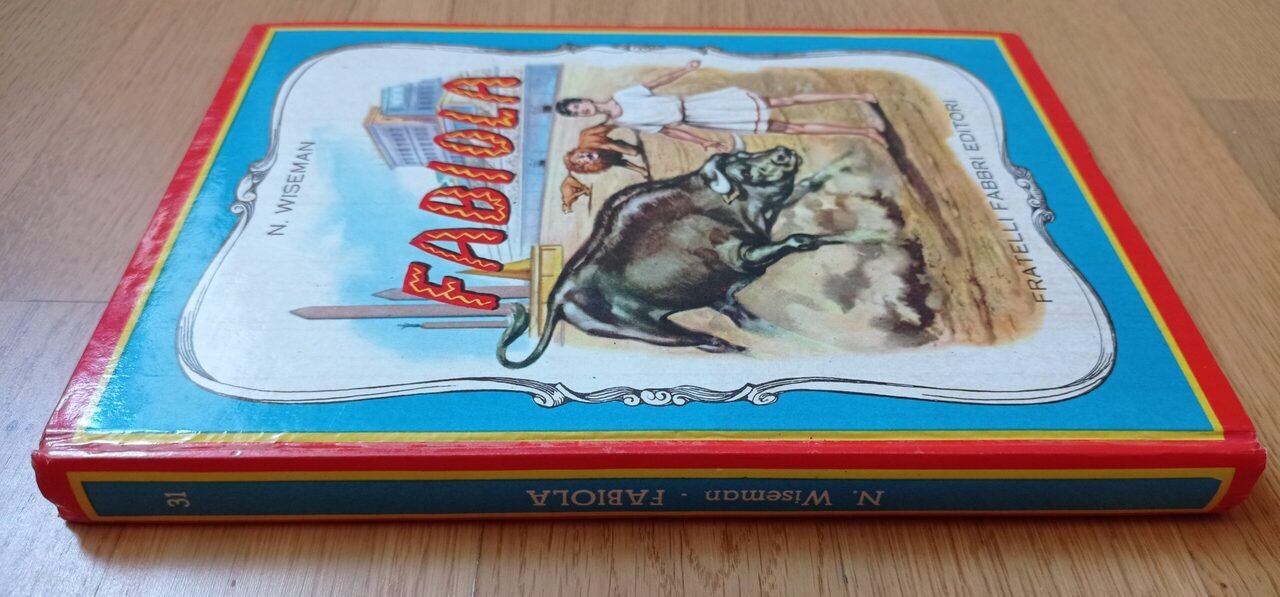 N. WISEMAN
FABIOLA
FRATELLI FABBRI EDITORI
N. Wiseman . FABIOLA
31